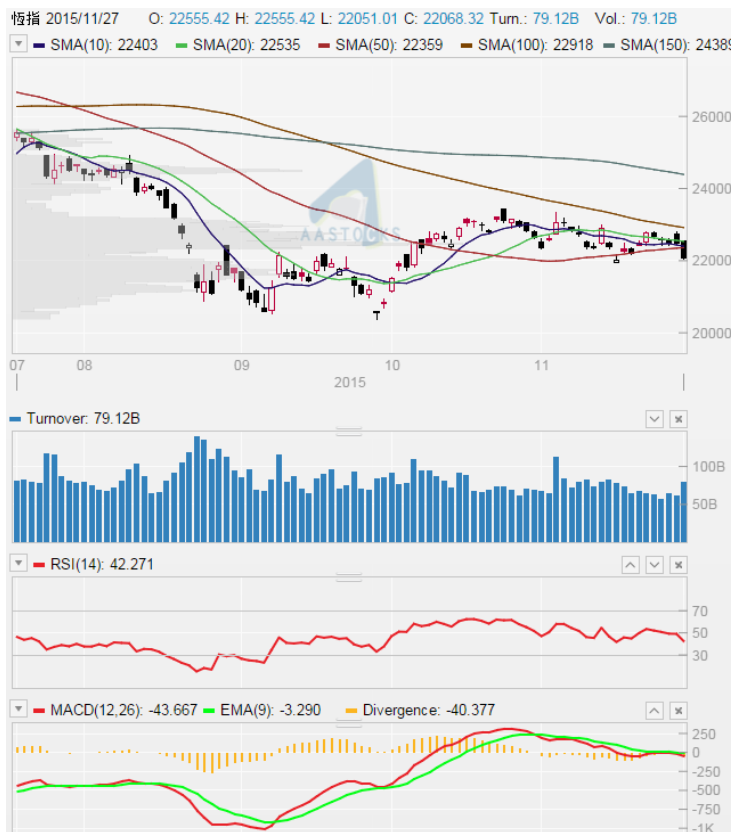 恆指 2015/11/27 O: 22555.42 H: 22555.42 L: 22051.01 C: 22068.32 Turn.: 79.12B Vol.: 79.12B
SMA(10): 22403 SMA(20): 22535 SMA(50): 22359 SMA(100): 22918 SMA(150): 24389
26000
24000
AASTOCKS
22000
20000
07 08 09 10 11
2015
Turnover: 79.12B
100B
50B
RSI(14): 42.271
70
50
30
MACD(12,26): -43.667 EMA(9): -3.290 Divergence: -40.377
250
0
-250
-500
-750
-1K